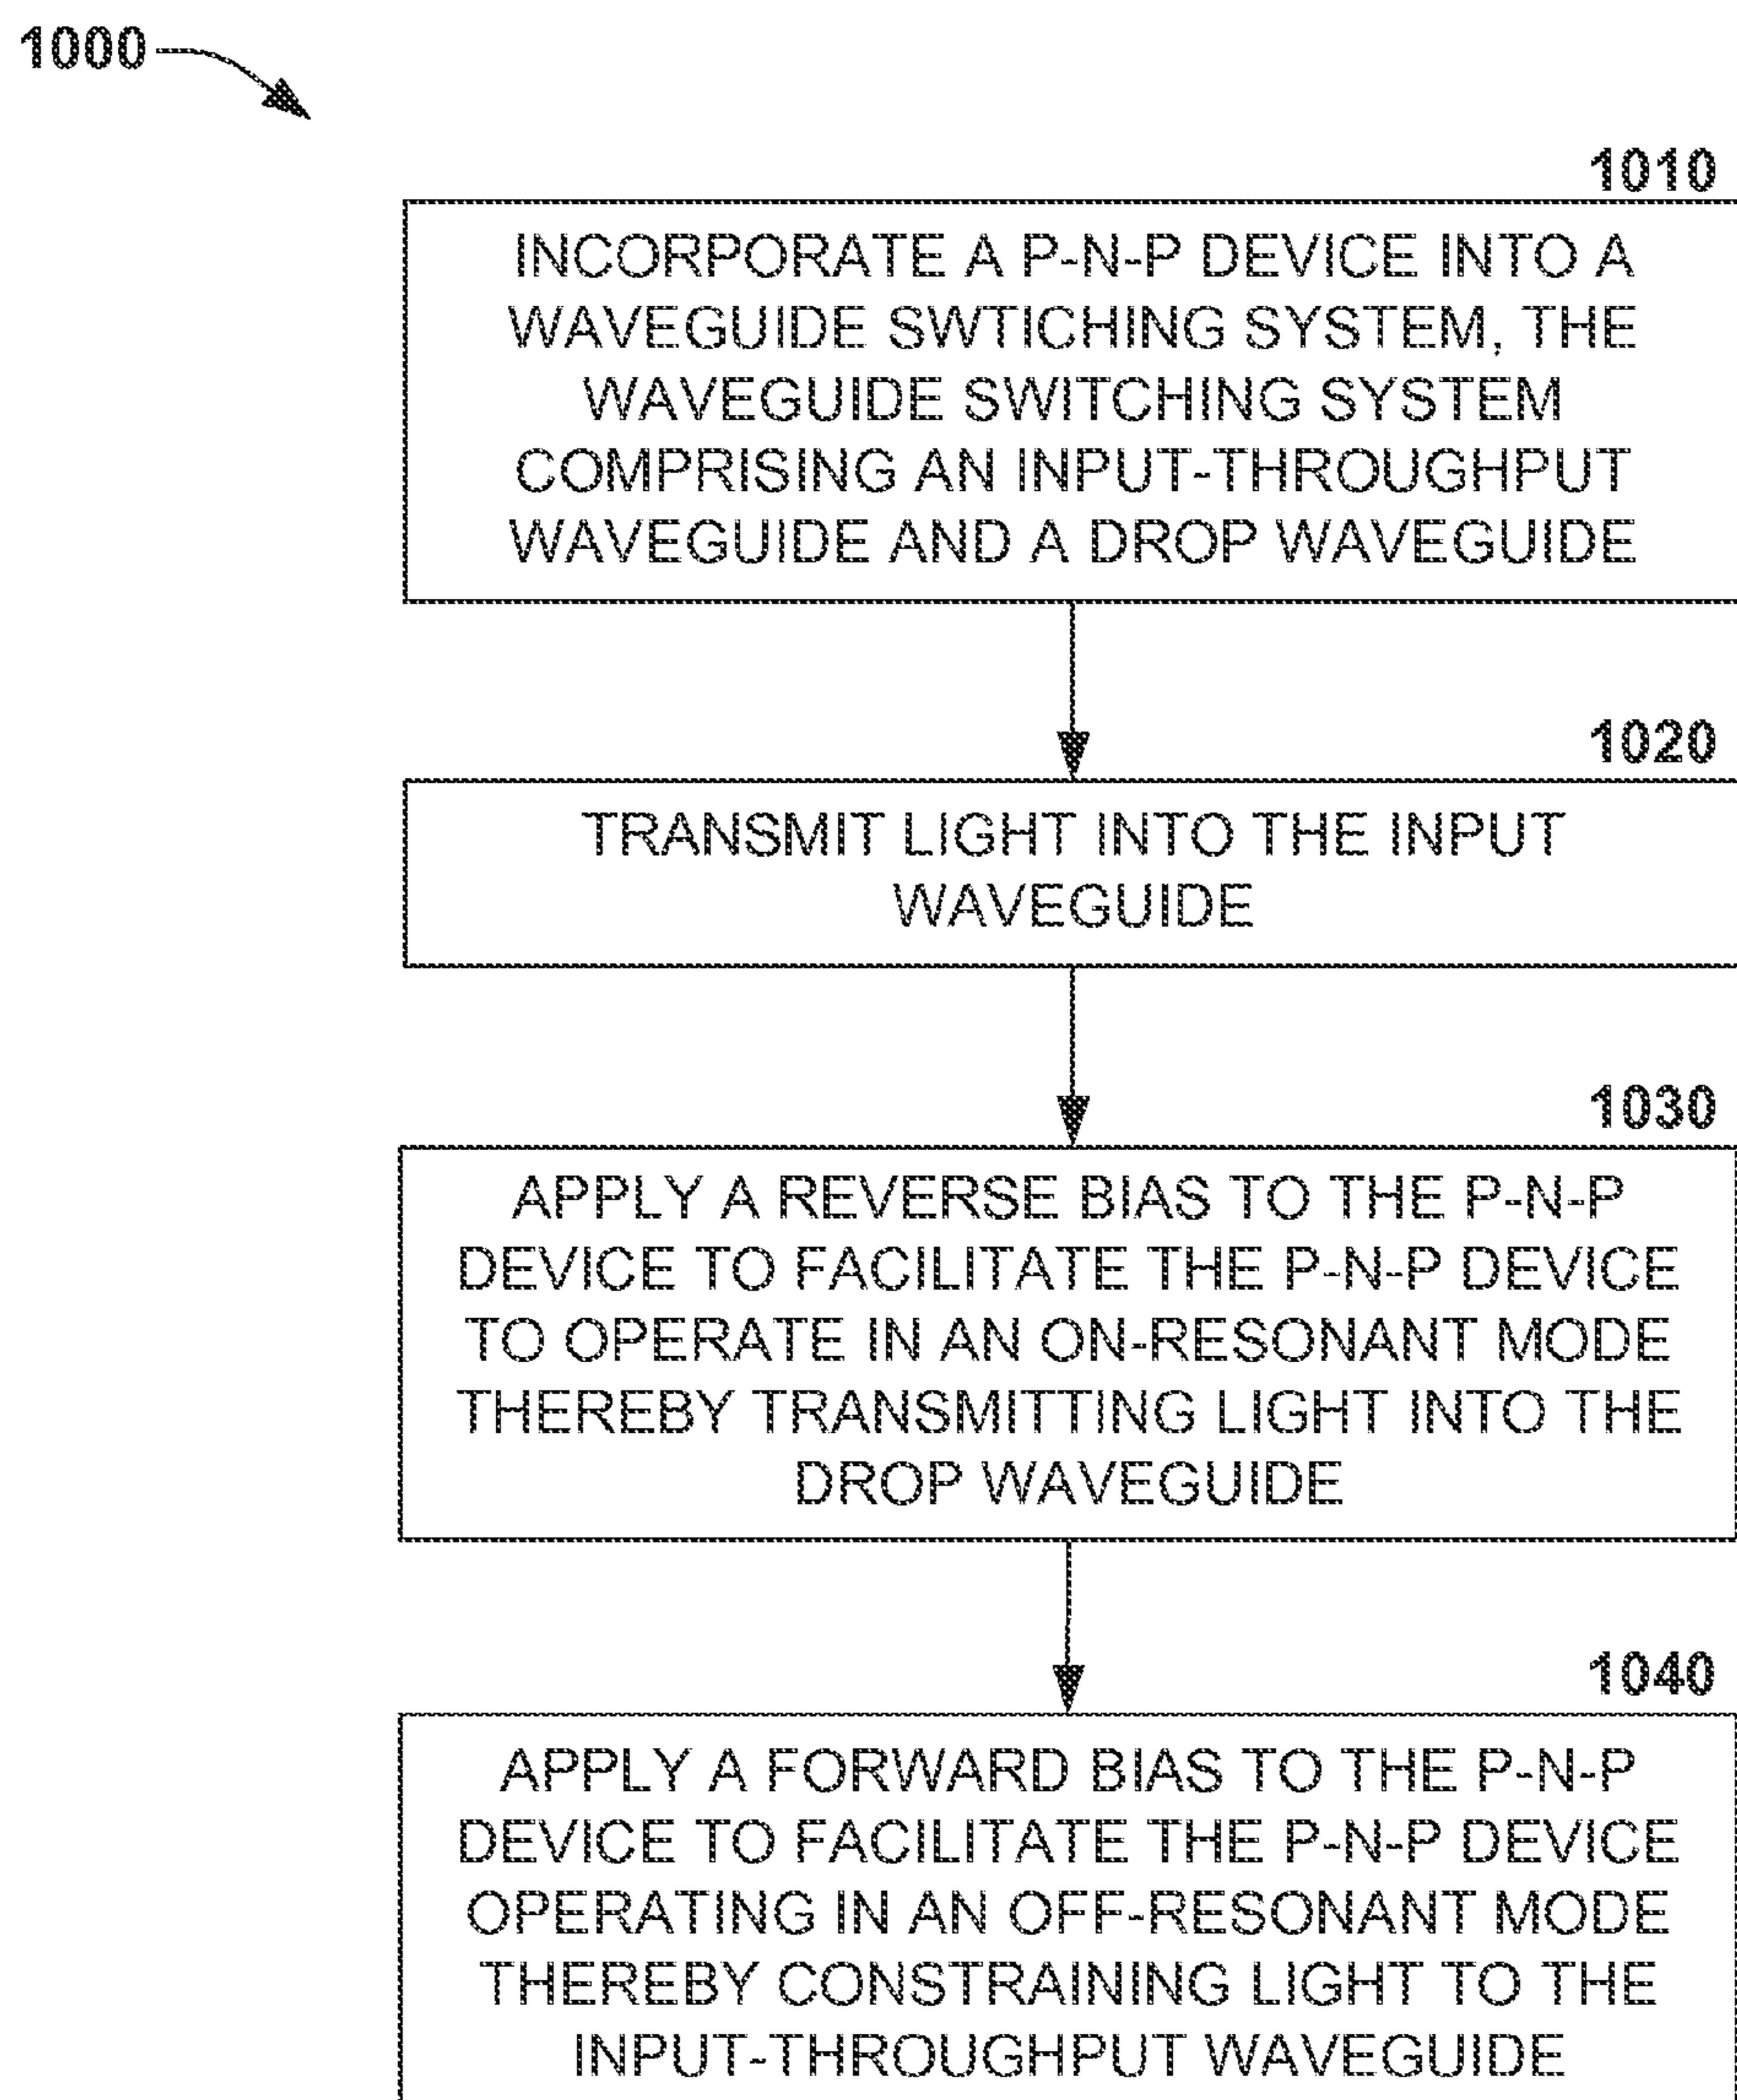 1000
1010
INCORPORATE A P-N-P DEVICE INTO A
WAVEGUIDE SWTICHING SYSTEM, THE
WAVEGUIDE SWITCHING SYSTEM
COMPRISING AN INPUT-THROUGHPUT
WAVEGUIDE AND A DROP WAVEGUIDE
1020
TRANSMIT LIGHT INTO THE INPUT
WAVEGUIDE
1030
APPLY A REVERSE BIAS TO THE P-N-P
DEVICE TO FACILITATE THE P-N-P DEVICE
TO OPERATE IN AN ON-RESONANT MODE
THEREBY TRANSMITTING LIGHT INTO THE
DROP WAVEGUIDE
1040
APPLY A FORWARD BIAS TO THE P-N-P
DEVICE TO FACILITATE THE P-N-P DEVICE
OPERATING IN AN OFF-RESONANT MODE
THEREBY CONSTRAINING LIGHT TO THE
INPUT-THROUGHPUT WAVEGUIDE